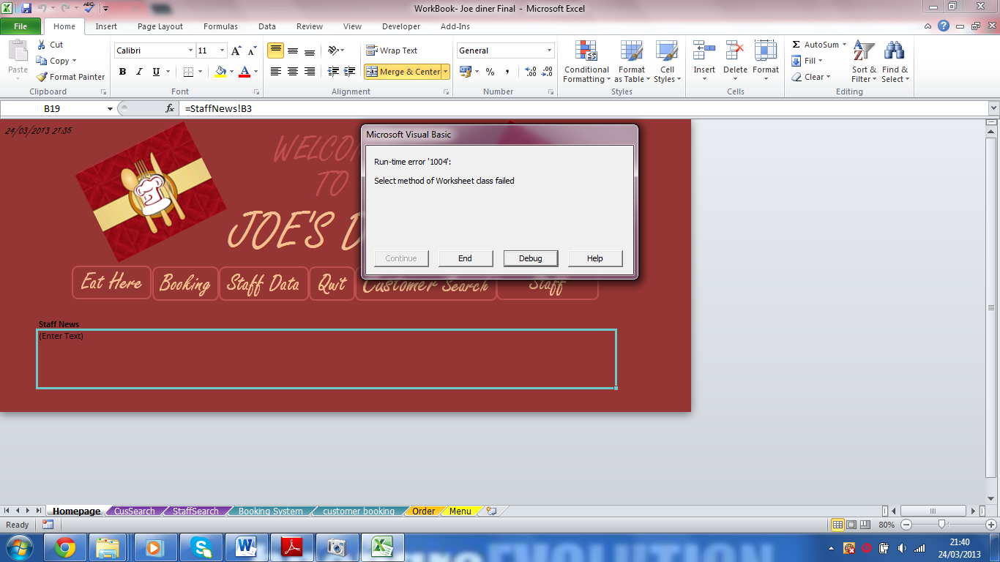 WorkBook- Joe diner Final - Microsoft Excel
File Home Insert Page Layout Formulas Data Review View Developer Add-Ins
Paste
Cut
Copy
Format Painter
Clipboard
Calibri 11
B I U
Font
Wrap Text
Merge & Center
Alignment
General
Number
Conditional Formatting
Format as Table
Cell Styles
Styles
Insert Delete Format
Cells
AutoSum
Fill
Clear
Sort & Filter
Find & Select
Editing
B19 fx =StaffNews!B3
24/03/2013 21:35
TO
JOE'S
Microsoft Visual Basic
Run-time error '1004':
Select method of Worksheet class failed
Continue End Debug Help
Eat Here Booking Staff Data Quit Customer Search Staff
Staff News
(Enter Text)
Homepage CusSearch StaffSearch Booking System customer booking Order Menu
Ready 80%
21:40
24/03/2013